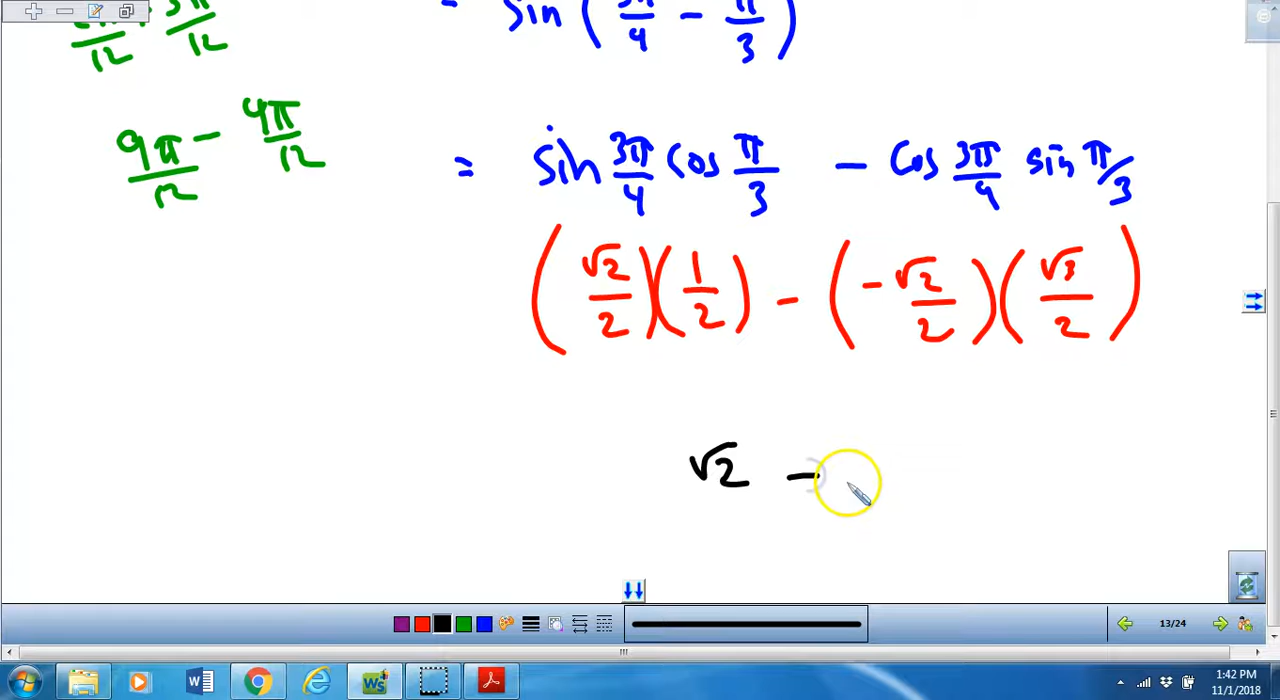 = sin (3π/4 − π/3)
9π/12 − 4π/12
= sin 3π/4 cos π/3 − cos 3π/4 sin π/3
(√2/2)(1/2) − (−√2/2)(√3/2)
√2 −
13/24
1:42 PM
11/1/2018